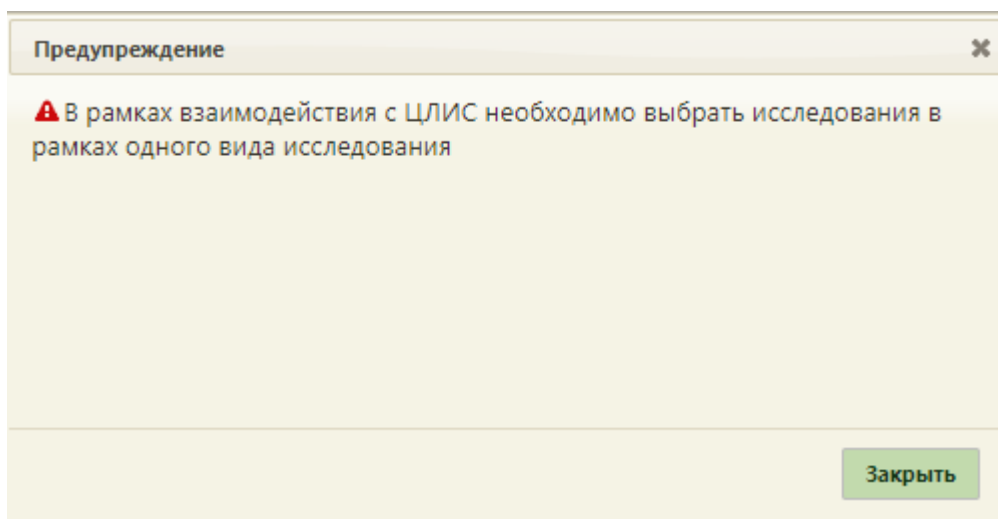 Предупреждение
В рамках взаимодействия с ЦЛИС необходимо выбрать исследования в
рамках одного вида исследования
Закрыть